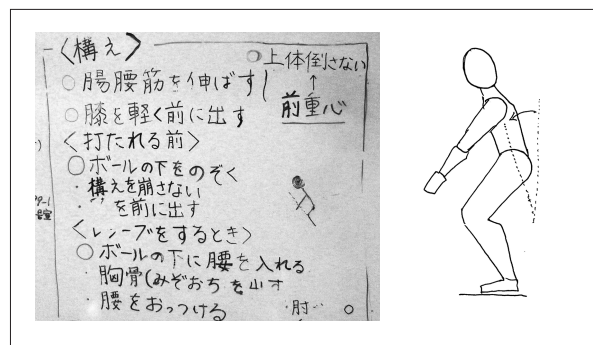 〈構え〉
○腸腰筋を伸ばす
○膝を軽く前に出す
○上体倒さない
↑
前重心
〈打たれる前〉
○ボールの下をのぞく
・構えを崩さない
・〃を前に出す
〈レシーブをするとき〉
○ボールの下に腰を入れる
・胸骨(みぞおち を出す
・腰をおっつける
・肘